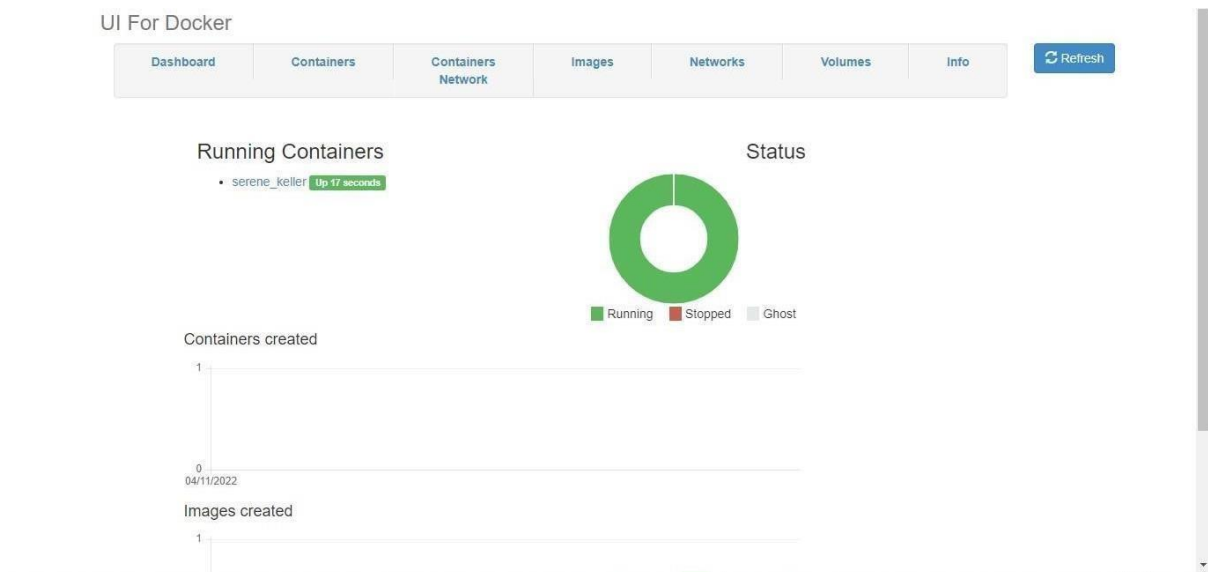 UI For Docker
Dashboard
Containers
Containers
Network
Images
Networks
Volumes
Info
Refresh
Running Containers
serene_keller Up 17 seconds
Status
Running Stopped Ghost
Containers created
1
0
04/11/2022
Images created
1